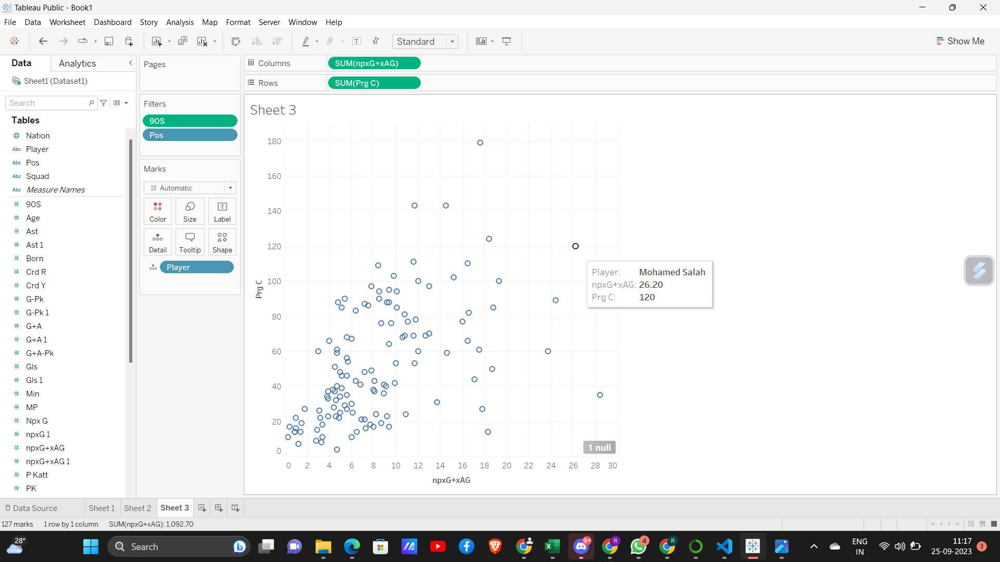 Tableau Public - Book1
File Data Worksheet Dashboard Story Analysis Map Format Server Window Help
Standard
Show Me
Data Analytics
Sheet1 (Dataset1)
Search
Tables
Nation
Abc Player
Abc Pos
Abc Squad
Abc Measure Names
# 90S
# Age
# Ast
# Ast 1
# Born
# Crd R
# Crd Y
# G-Pk
# G-Pk 1
# G+A
# G+A 1
# G+A-Pk
# Gls
# Gls 1
# Min
# MP
# Npx G
# npxG 1
# npxG+xAG
# npxG+xAG 1
# P Katt
# PK
Pages
Filters
90S
Pos
Marks
Automatic
Color Size Label
Detail Tooltip Shape
Player
Columns SUM(npxG+xAG)
Rows SUM(Prg C)
Sheet 3
180
160
140
120
100
80
60
40
20
0
Prg C
0 2 4 6 8 10 12 14 16 18 20 22 24 26 28 30
npxG+xAG
Player: Mohamed Salah
npxG+xAG: 26.20
Prg C: 120
1 null
Data Source Sheet 1 Sheet 2 Sheet 3
127 marks 1 row by 1 column SUM(npxG+xAG): 1,092.70
28°
Search
9+
R
4
R
ENG
IN
11:17
25-09-2023
3